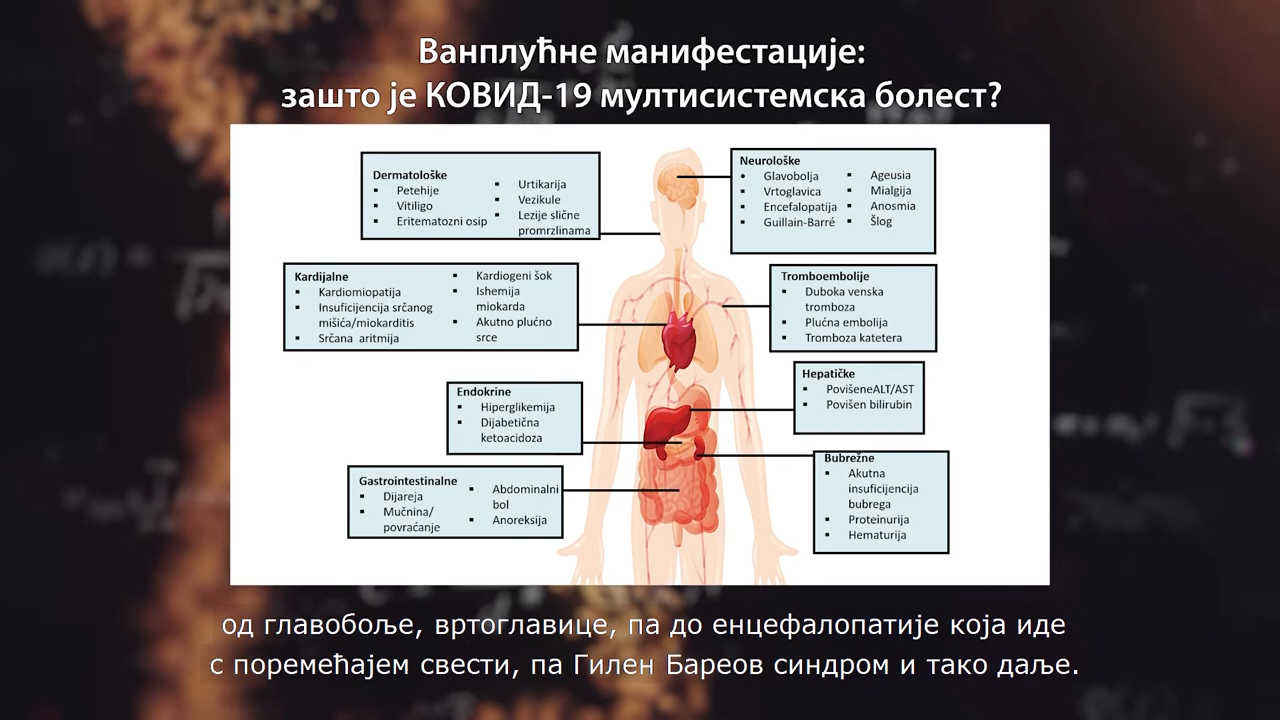 Ванплућне манифестације:
зашто је КОВИД-19 мултисистемска болест?
Dermatološke
Petehije
Vitiligo
Eritematozni osip
Urtikarija
Vezikule
Lezije slične
promrzlinama
Neurološke
Glavobolja
Vrtoglavica
Encefalopatija
Guillain-Barré
Ageusia
Mialgija
Anosmia
Šlog
Kardijalne
Kardiomiopatija
Insuficijencija srčanog
mišića/miokarditis
Srčana aritmija
Kardiogeni šok
Ishemija
miokarda
Akutno plućno
srce
Tromboembolije
Duboka venska
tromboza
Plućna embolija
Tromboza katetera
Hepatičke
PovišeneALT/AST
Povišen bilirubin
Endokrine
Hiperglikemija
Dijabetična
ketoacidoza
Bubrežne
Akutna
insuficijencija
bubrega
Proteinurija
Hematurija
Gastrointestinalne
Dijareja
Mučnina/
povraćanje
Abdominalni
bol
Anoreksija
од главобоље, вртоглавице, па до енцефалопатије која иде
с поремећајем свести, па Гилен Бареов синдром и тако даље.